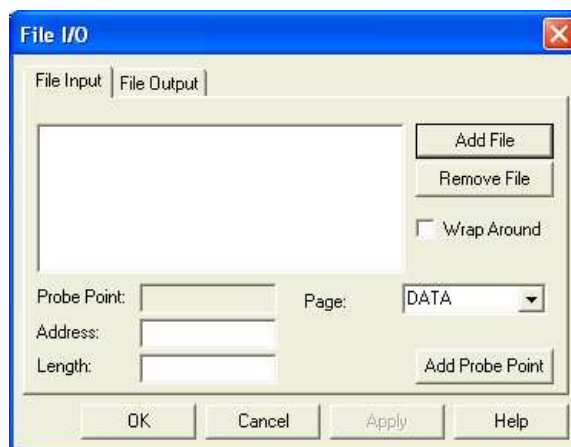 File I/O
File Input File Output
Add File
Remove File
Wrap Around
Probe Point: Page: DATA
Address:
Length: Add Probe Point
OK Cancel Apply Help